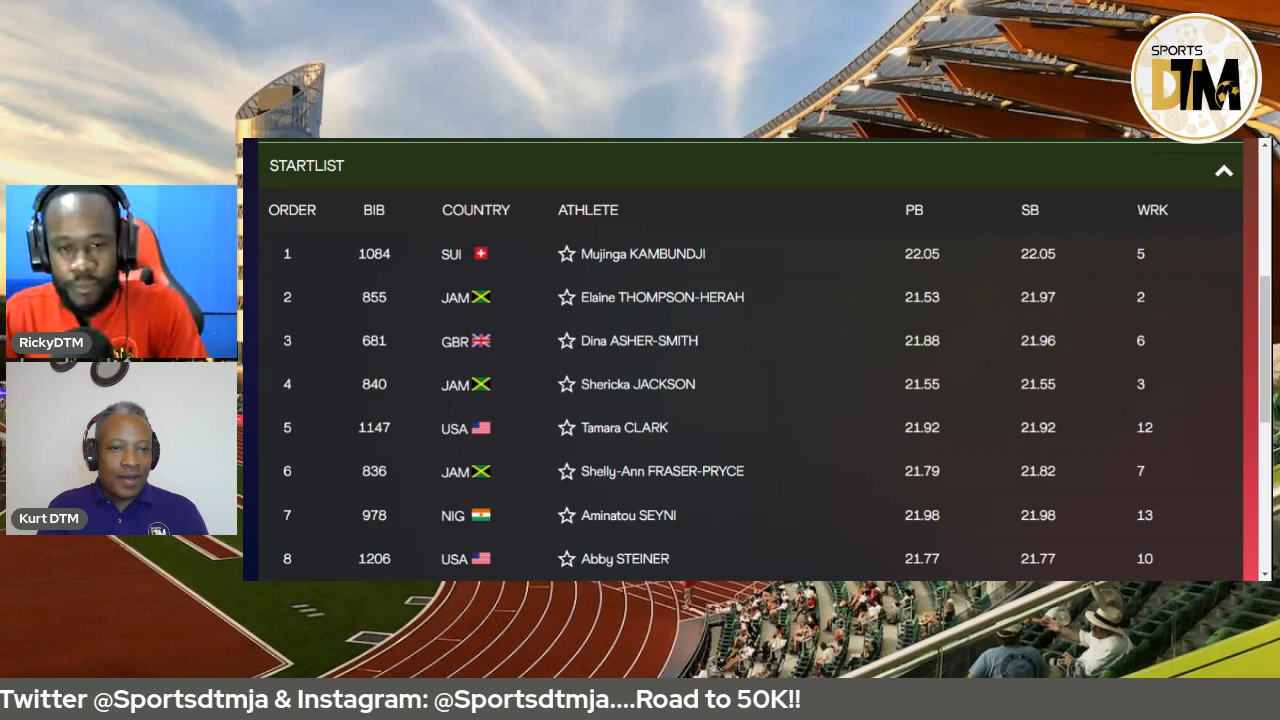 SPORTS
DTM
STARTLIST
ORDER BIB COUNTRY ATHLETE PB SB WRK
1 1084 SUI Mujinga KAMBUNDJI 22.05 22.05 5
2 855 JAM Elaine THOMPSON-HERAH 21.53 21.97 2
3 681 GBR Dina ASHER-SMITH 21.88 21.96 6
4 840 JAM Shericka JACKSON 21.55 21.55 3
5 1147 USA Tamara CLARK 21.92 21.92 12
6 836 JAM Shelly-Ann FRASER-PRYCE 21.79 21.82 7
7 978 NIG Aminatou SEYNI 21.98 21.98 13
8 1206 USA Abby STEINER 21.77 21.77 10
RickyDTM
Kurt DTM
Twitter @Sportsdtmja & Instagram: @Sportsdtmja....Road to 50K!!